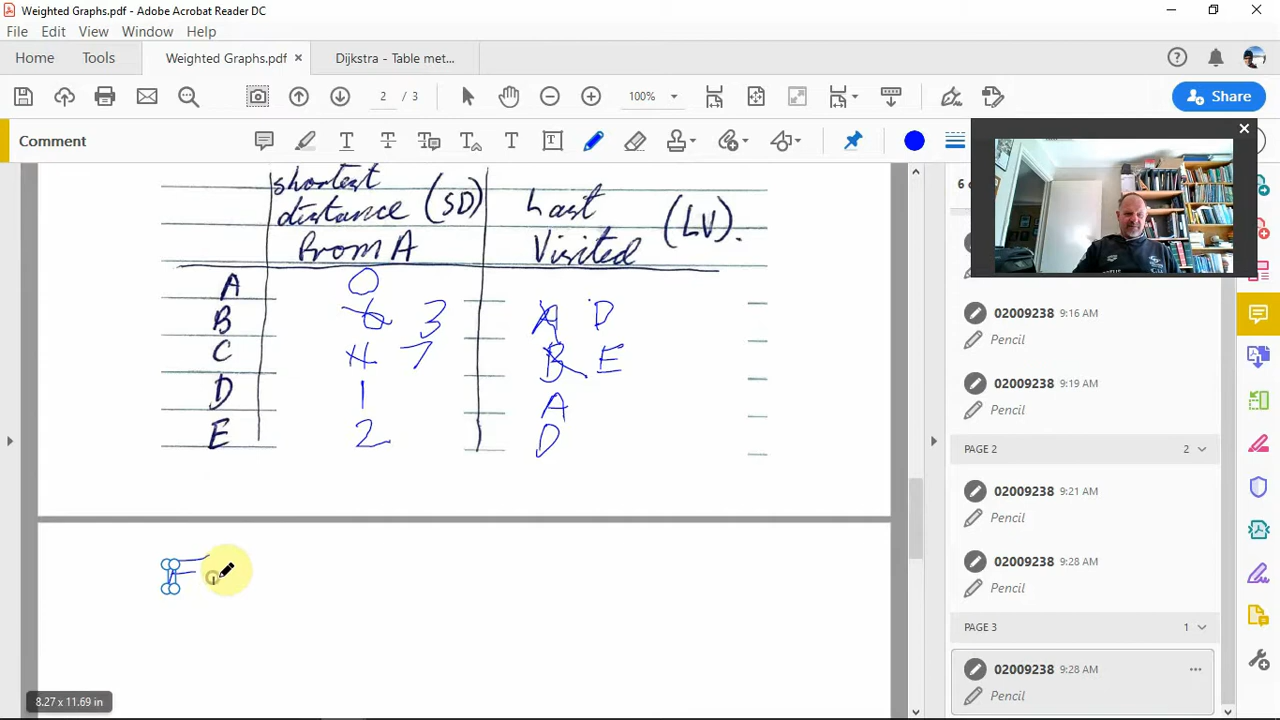 Weighted Graphs.pdf - Adobe Acrobat Reader DC
File Edit View Window Help
Home Tools Weighted Graphs.pdf × Dijkstra - Table met...
2 / 3 100% Share
Comment
shortest
distance (SD)
from A
Last
Visited (LV).
A 0
B 6 3 A D
C 7 B E
D 1 A
E 2 D
F
8.27 x 11.69 in
02009238 9:16 AM
Pencil
02009238 9:19 AM
Pencil
PAGE 2 2
02009238 9:21 AM
Pencil
02009238 9:28 AM
Pencil
PAGE 3 1
02009238 9:28 AM ...
Pencil